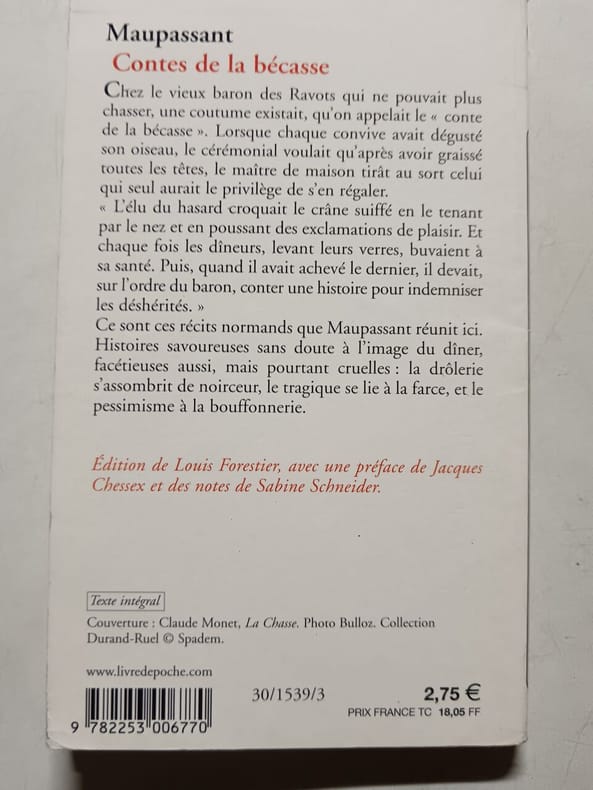 Maupassant
Contes de la bécasse
Chez le vieux baron des Ravots qui ne pouvait plus
chasser, une coutume existait, qu'on appelait le « conte
de la bécasse ». Lorsque chaque convive avait dégusté
son oiseau, le cérémonial voulait qu'après avoir graissé
toutes les têtes, le maître de maison tirât au sort celui
qui seul aurait le privilège de s'en régaler.
« L'élu du hasard croquait le crâne suiffé en le tenant
par le nez et en poussant des exclamations de plaisir. Et
chaque fois les dîneurs, levant leurs verres, buvaient à
sa santé. Puis, quand il avait achevé le dernier, il devait,
sur l'ordre du baron, conter une histoire pour indemniser
les déshérités. »
Ce sont ces récits normands que Maupassant réunit ici.
Histoires savoureuses sans doute à l'image du dîner,
facétieuses aussi, mais pourtant cruelles : la drôlerie
s'assombrit de noirceur, le tragique se lie à la farce, et le
pessimisme à la bouffonnerie.
Édition de Louis Forestier, avec une préface de Jacques
Chessex et des notes de Sabine Schneider.
Texte intégral
Couverture : Claude Monet, La Chasse. Photo Bulloz. Collection
Durand-Ruel © Spadem.
www.livredepoche.com
30/1539/3
2,75 €
PRIX FRANCE TC 18,05 FF
9 782253 006770